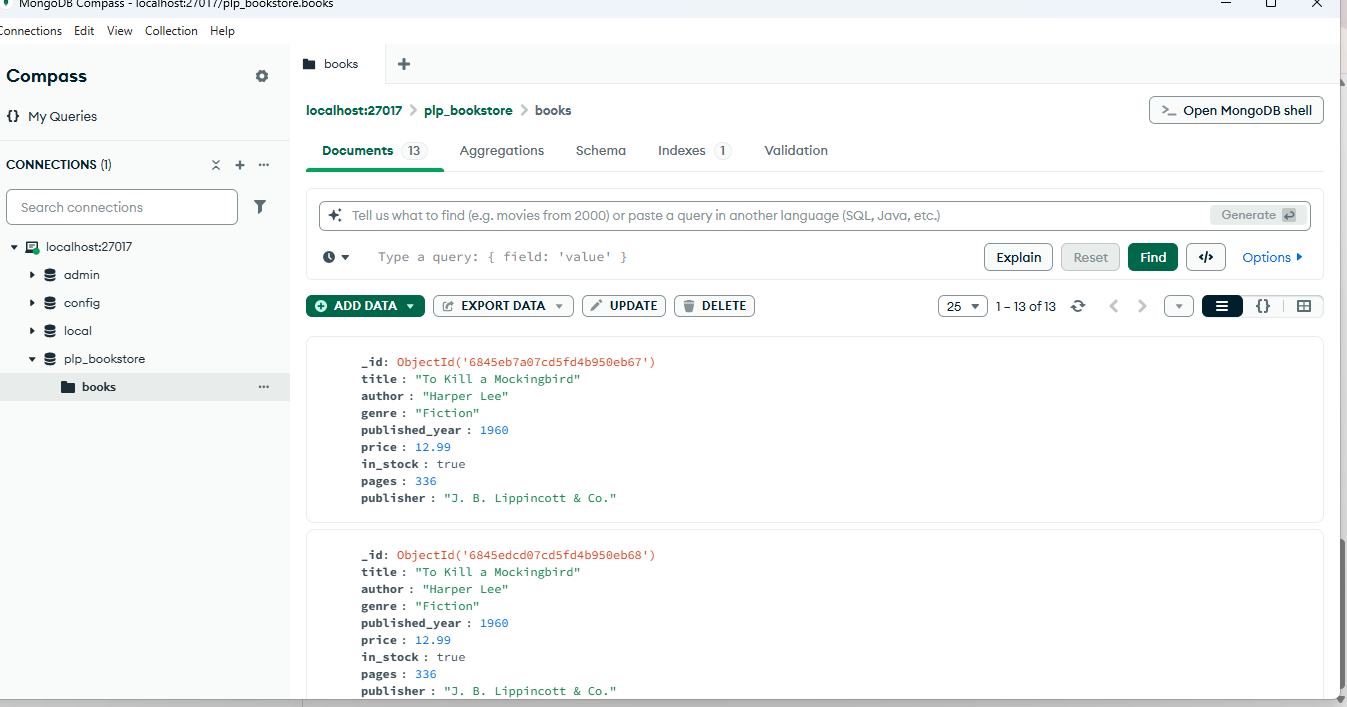 MongoDB Compass - localhost:27017/plp_bookstore.books
Connections Edit View Collection Help
Compass
{} My Queries
CONNECTIONS (1)
Search connections
localhost:27017
admin
config
local
plp_bookstore
books
books
localhost:27017 > plp_bookstore > books
>_ Open MongoDB shell
Documents 13 Aggregations Schema Indexes 1 Validation
Tell us what to find (e.g. movies from 2000) or paste a query in another language (SQL, Java, etc.) Generate
Type a query: { field: 'value' } Explain Reset Find </> Options
ADD DATA EXPORT DATA UPDATE DELETE 25 1 – 13 of 13 {}
_id: ObjectId('6845eb7a07cd5fd4b950eb67')
title : "To Kill a Mockingbird"
author : "Harper Lee"
genre : "Fiction"
published_year : 1960
price : 12.99
in_stock : true
pages : 336
publisher : "J. B. Lippincott & Co."
_id: ObjectId('6845edcd07cd5fd4b950eb68')
title : "To Kill a Mockingbird"
author : "Harper Lee"
genre : "Fiction"
published_year : 1960
price : 12.99
in_stock : true
pages : 336
publisher : "J. B. Lippincott & Co."